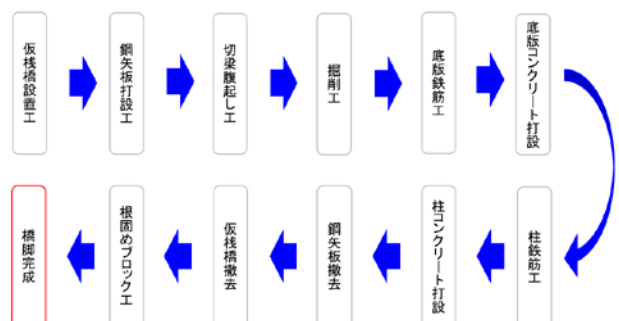 仮桟橋設置工
鋼矢板打設工
切梁腹起し工
掘削工
底版鉄筋工
底版コンクリート打設
柱鉄筋工
柱コンクリート打設
鋼矢板撤去
仮桟橋撤去
根固めブロック工
橋脚完成